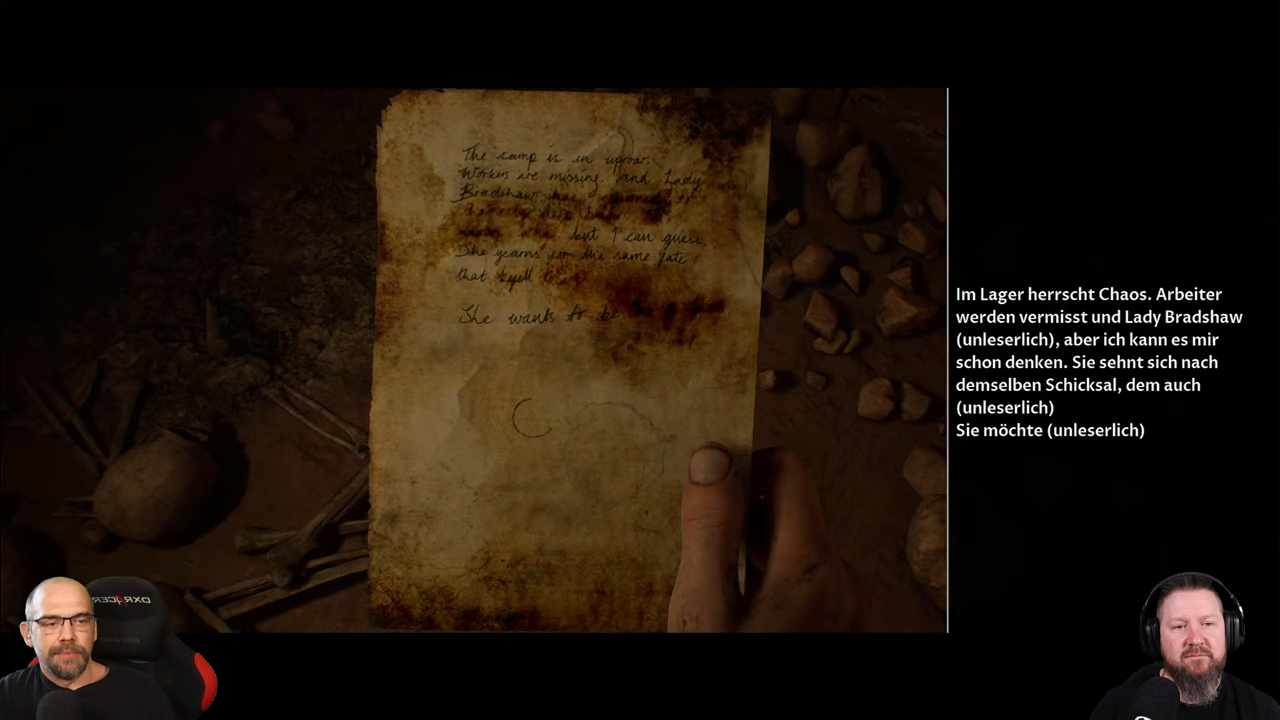 The camp is in uproar.
Workers are missing. and Lady
Bradshaw
but I can guess.
She yearns for the same fate
that befell
She wants to be
Im Lager herrscht Chaos. Arbeiter
werden vermisst und Lady Bradshaw
(unleserlich), aber ich kann es mir
schon denken. Sie sehnt sich nach
demselben Schicksal, dem auch
(unleserlich)
Sie möchte (unleserlich)